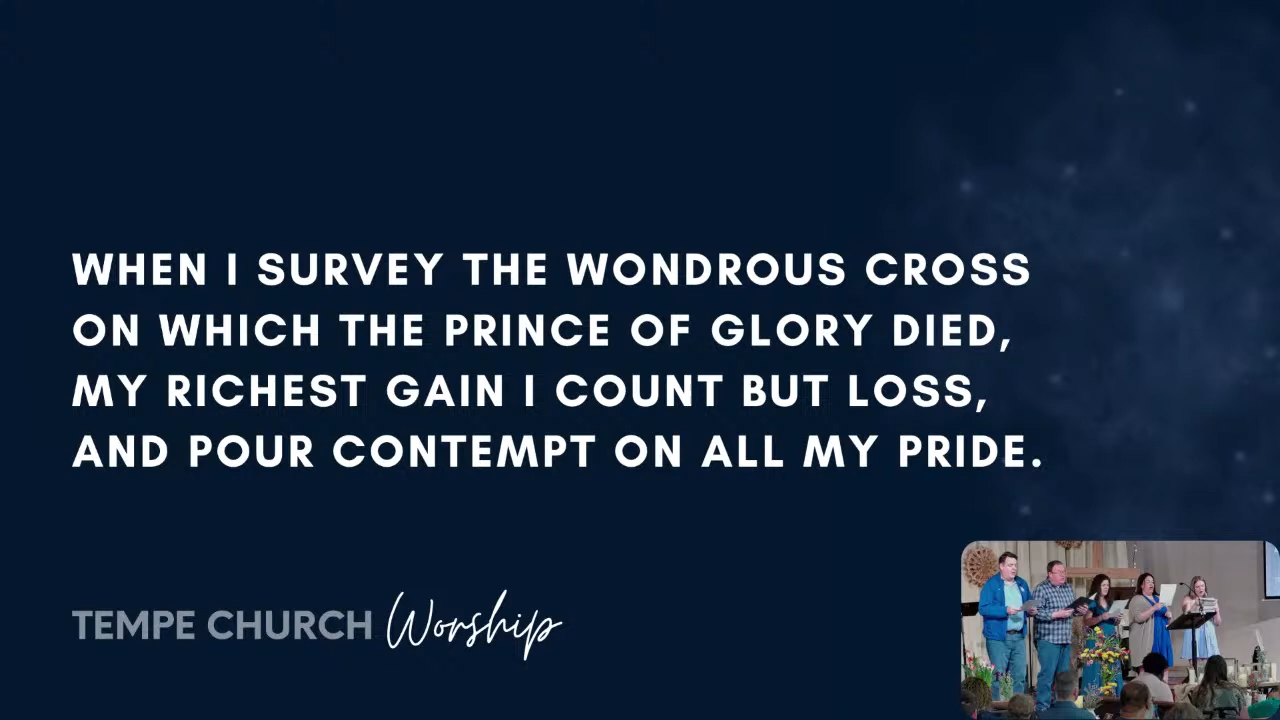 WHEN I SURVEY THE WONDROUS CROSS
ON WHICH THE PRINCE OF GLORY DIED,
MY RICHEST GAIN I COUNT BUT LOSS,
AND POUR CONTEMPT ON ALL MY PRIDE.
TEMPE CHURCH Worship